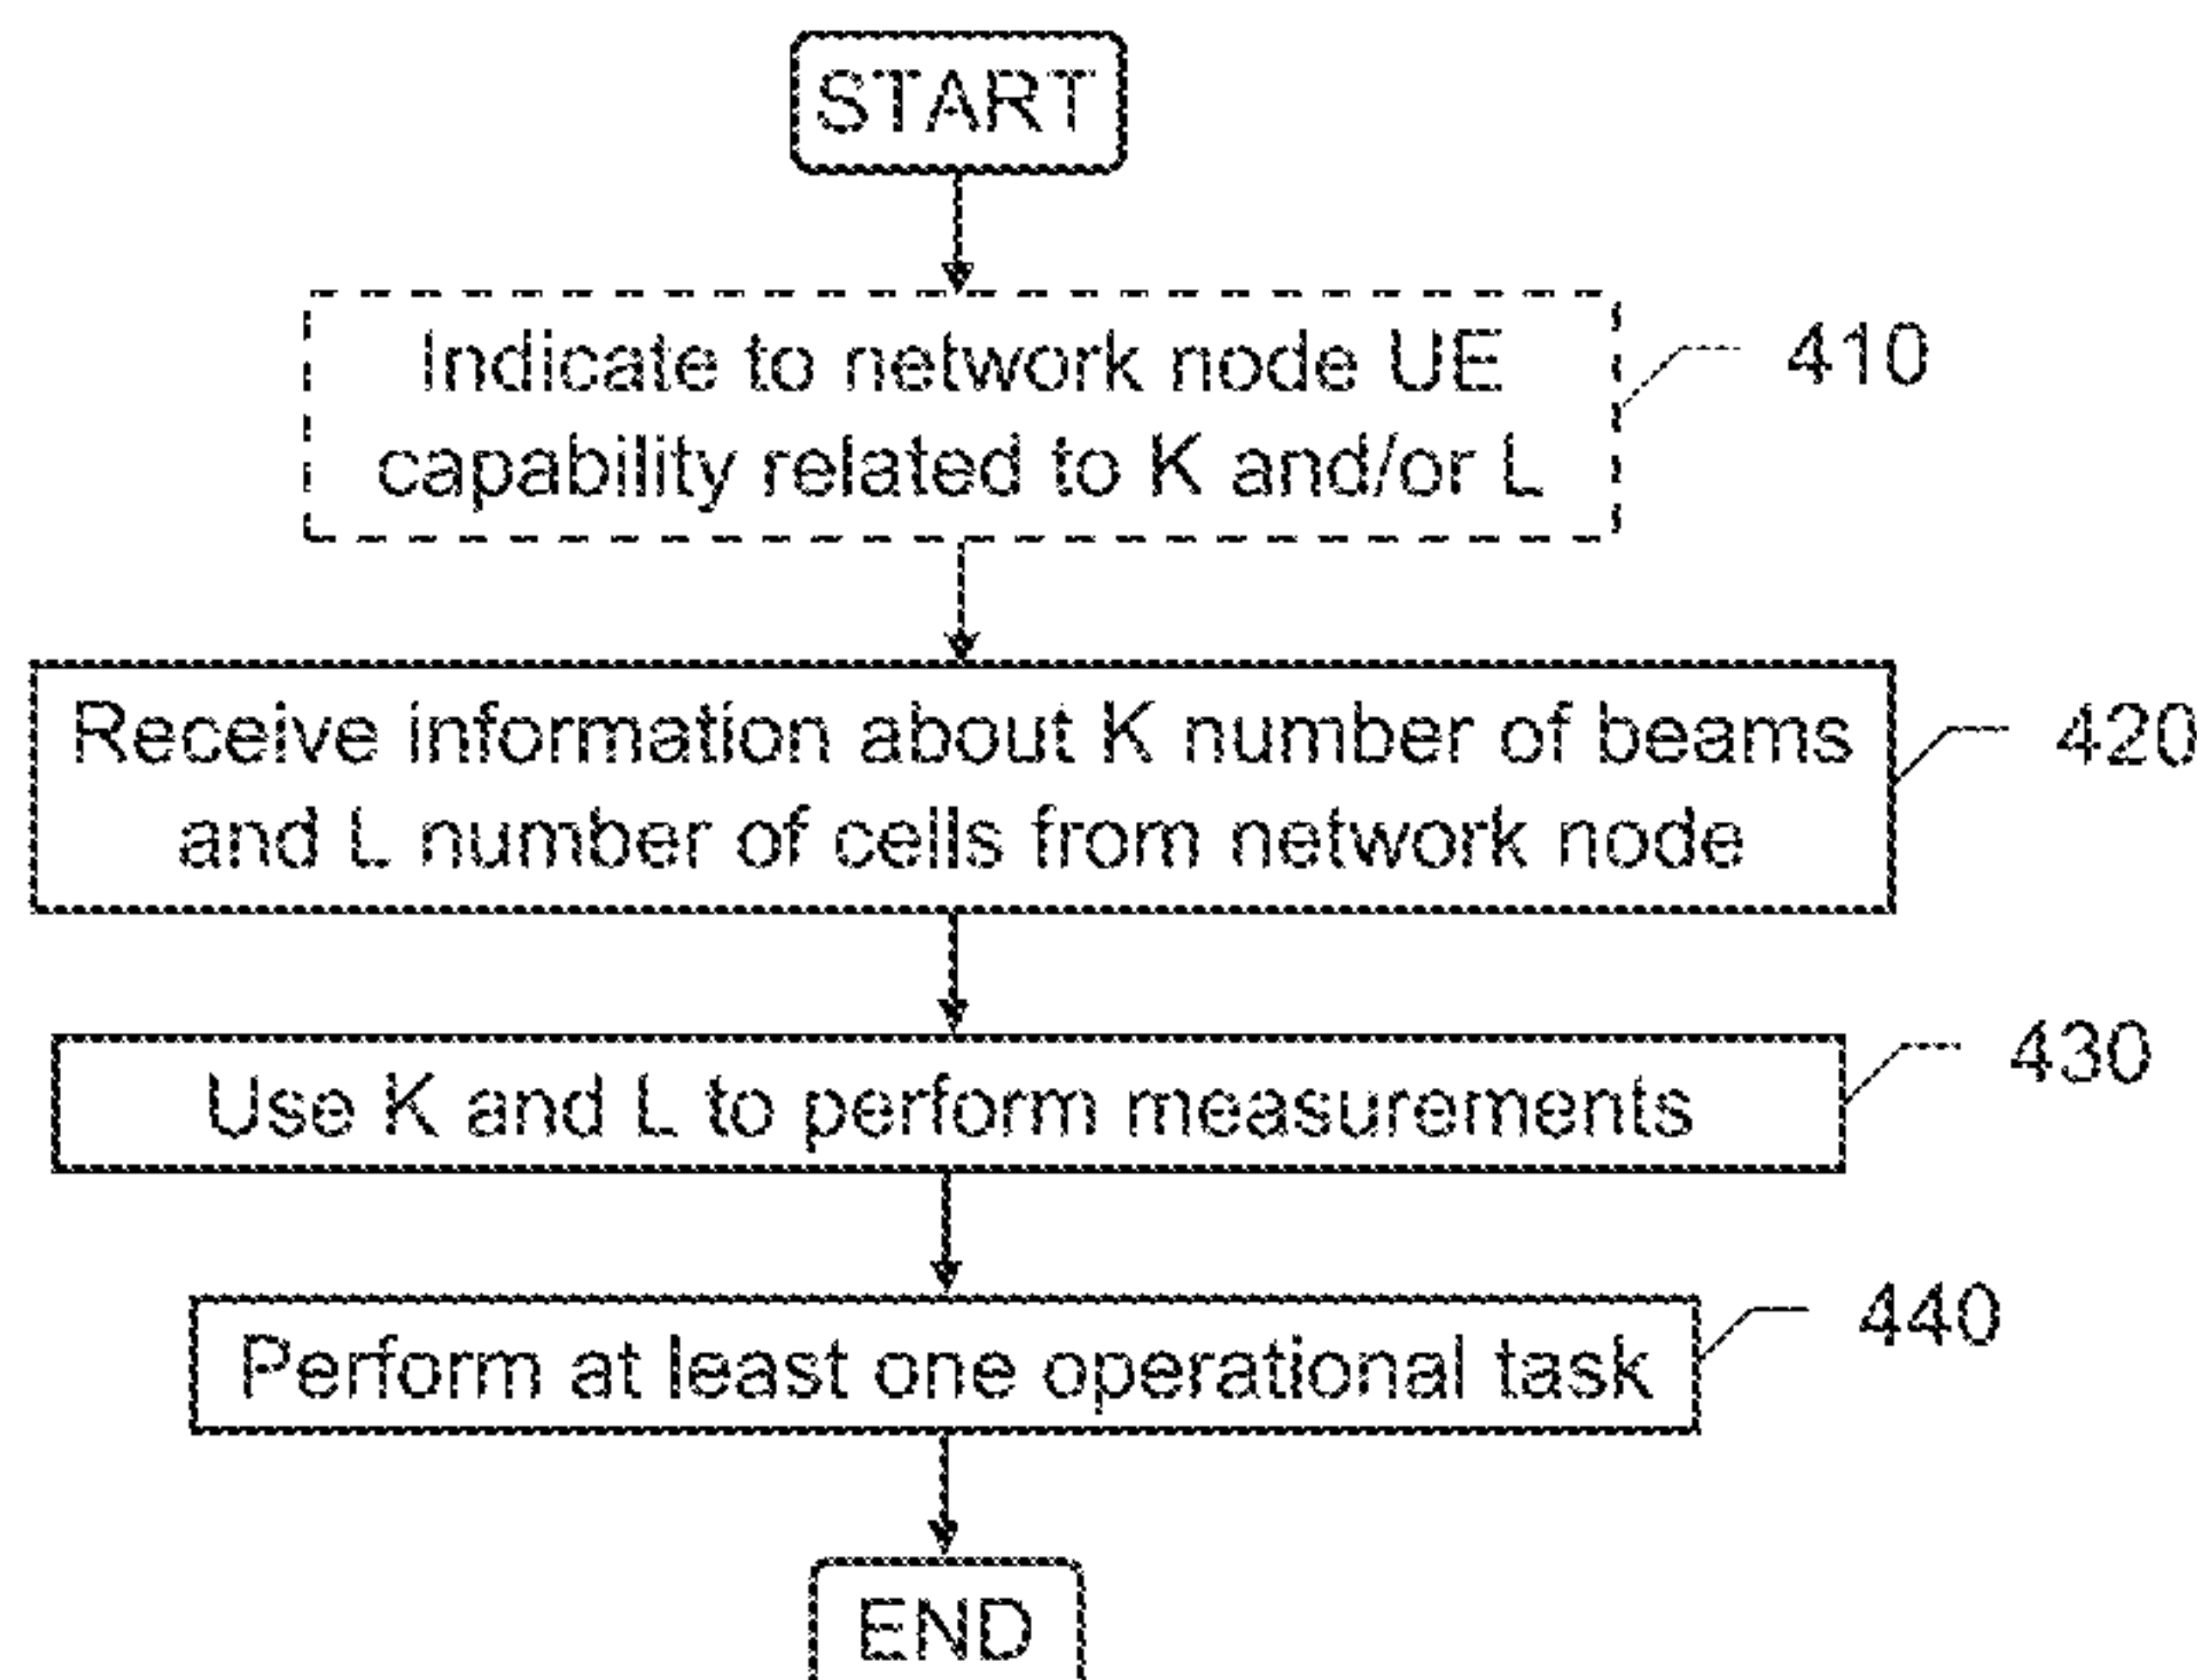 START
Indicate to network node UE
capability related to K and/or L
410
Receive information about K number of beams
and L number of cells from network node
420
Use K and L to perform measurements
430
Perform at least one operational task
440
END